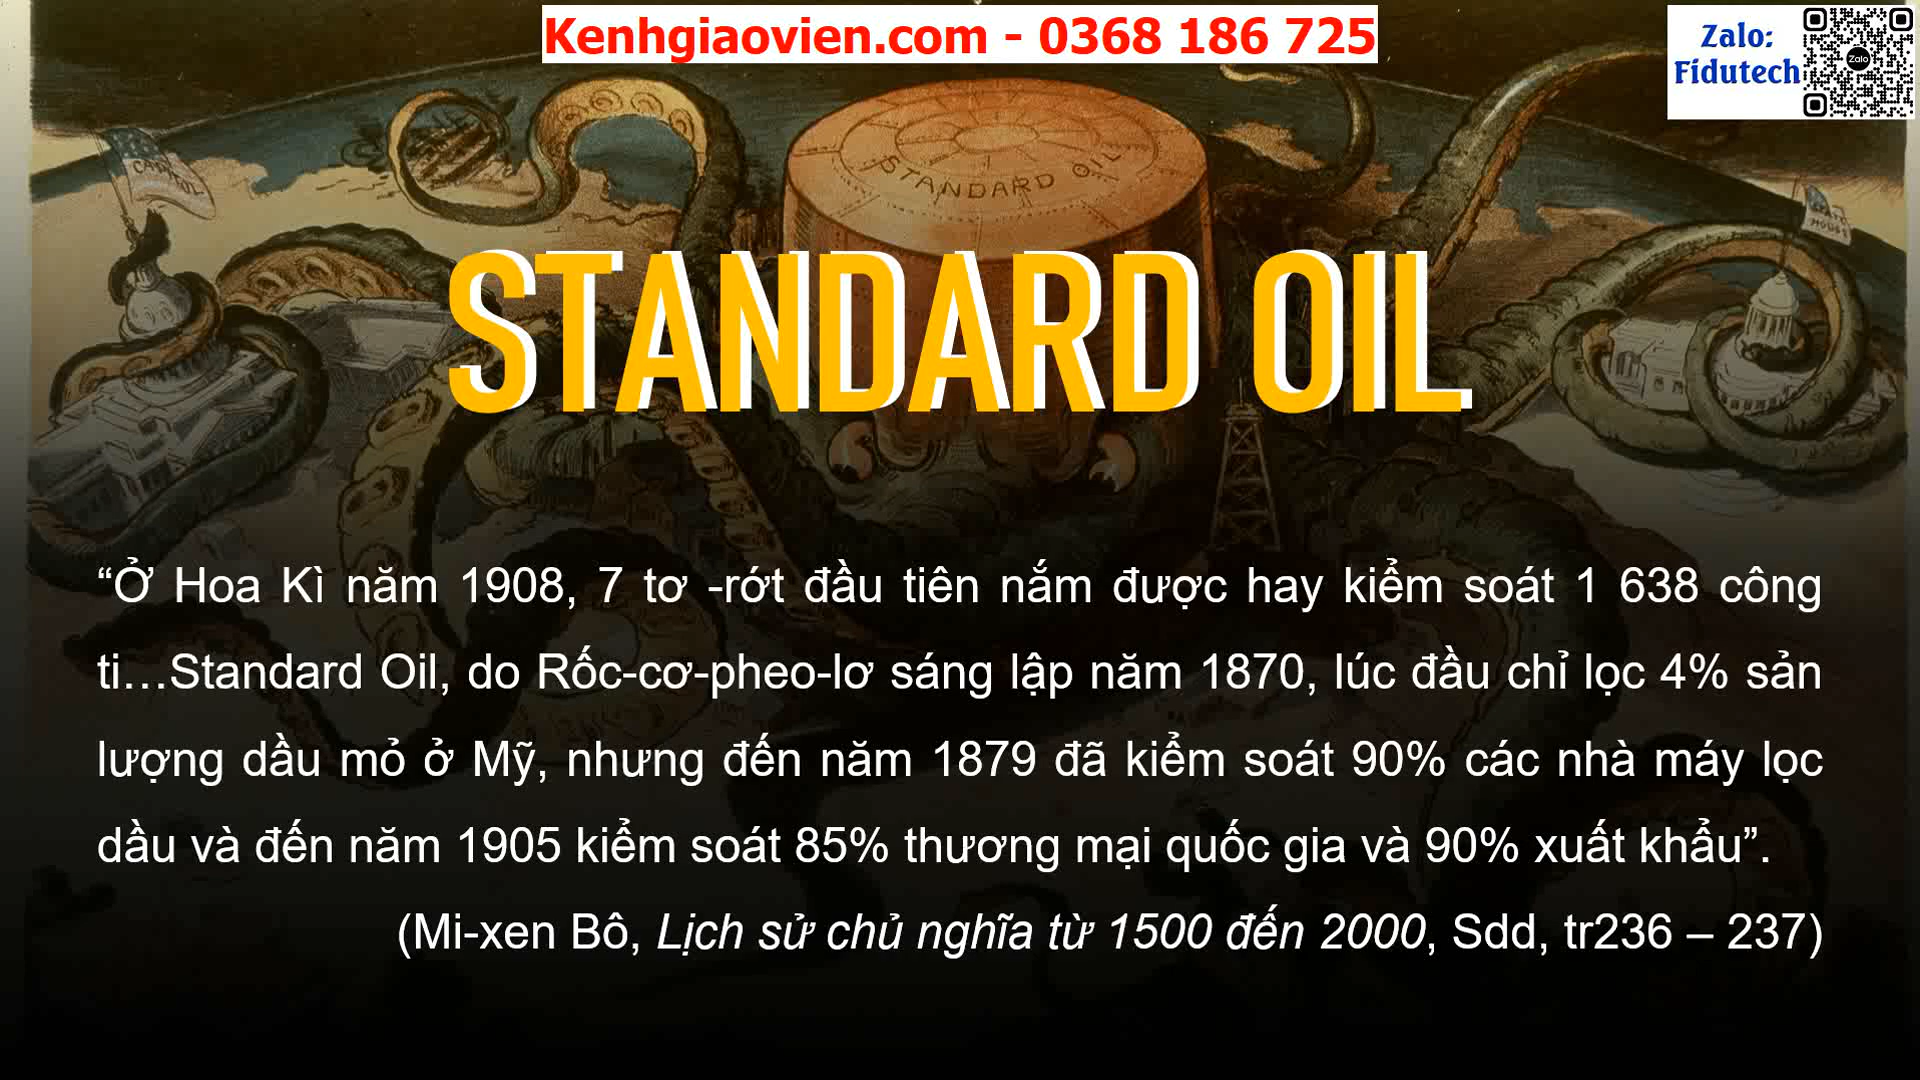 Kenhgiaovien.com - 0368 186 725
Zalo:
Fidutech
Zalo
CAPITOL
STANDARD OIL
STANDARD OIL
“Ở Hoa Kì năm 1908, 7 tơ -rớt đầu tiên nắm được hay kiểm soát 1 638 công
ti…Standard Oil, do Rốc-cơ-pheo-lơ sáng lập năm 1870, lúc đầu chỉ lọc 4% sản
lượng dầu mỏ ở Mỹ, nhưng đến năm 1879 đã kiểm soát 90% các nhà máy lọc
dầu và đến năm 1905 kiểm soát 85% thương mại quốc gia và 90% xuất khẩu”.
(Mi-xen Bô, Lịch sử chủ nghĩa từ 1500 đến 2000, Sdd, tr236 – 237)